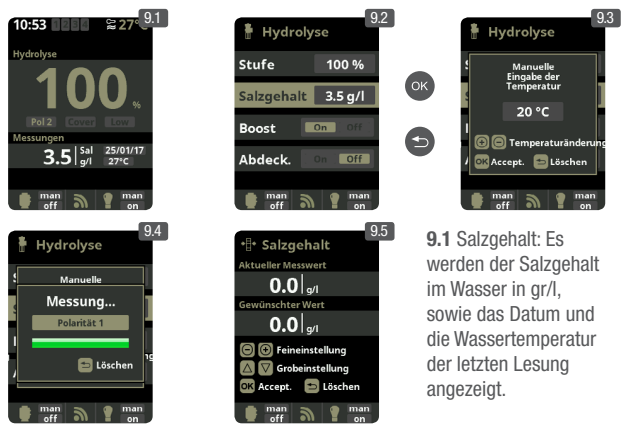 9.1
10:53 1 2 3 4 27°C
Hydrolyse
100 %
Pol 2 Cover Low
Messungen
3.5 Sal g/l 25/01/17 27°C
man off man on
9.2
Hydrolyse
Stufe 100 %
Salzgehalt 3.5 g/l
Boost On Off
Abdeck. On Off
man off man on
OK
9.3
Hydrolyse
Manuelle
Eingabe der
Temperatur
20 °C
Temperaturänderung
OK Accept. Löschen
man off man on
9.4
Hydrolyse
Manuelle
Messung...
Polarität 1
Löschen
man off man on
9.5
Salzgehalt
Aktueller Messwert
0.0 g/l
Gewünschter Wert
0.0 g/l
Feineinstellung
Grobeinstellung
OK Accept. Löschen
man off man on
9.1 Salzgehalt: Es
werden der Salzgehalt
im Wasser in gr/l,
sowie das Datum und
die Wassertemperatur
der letzten Lesung
angezeigt.